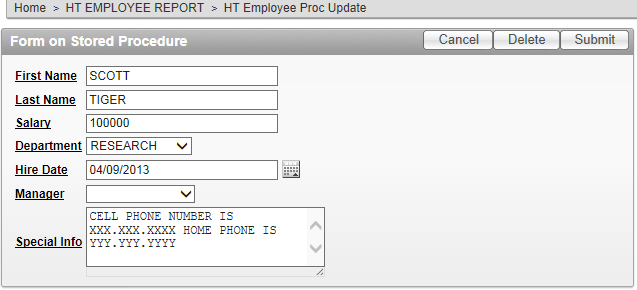 Home > HT EMPLOYEE REPORT > HT Employee Proc Update
Form on Stored Procedure Cancel Delete Submit
First Name SCOTT
Last Name TIGER
Salary 100000
Department RESEARCH
Hire Date 04/09/2013
Manager
Special Info CELL PHONE NUMBER IS
XXX.XXX.XXXX HOME PHONE IS
YYY.YYY.YYYY